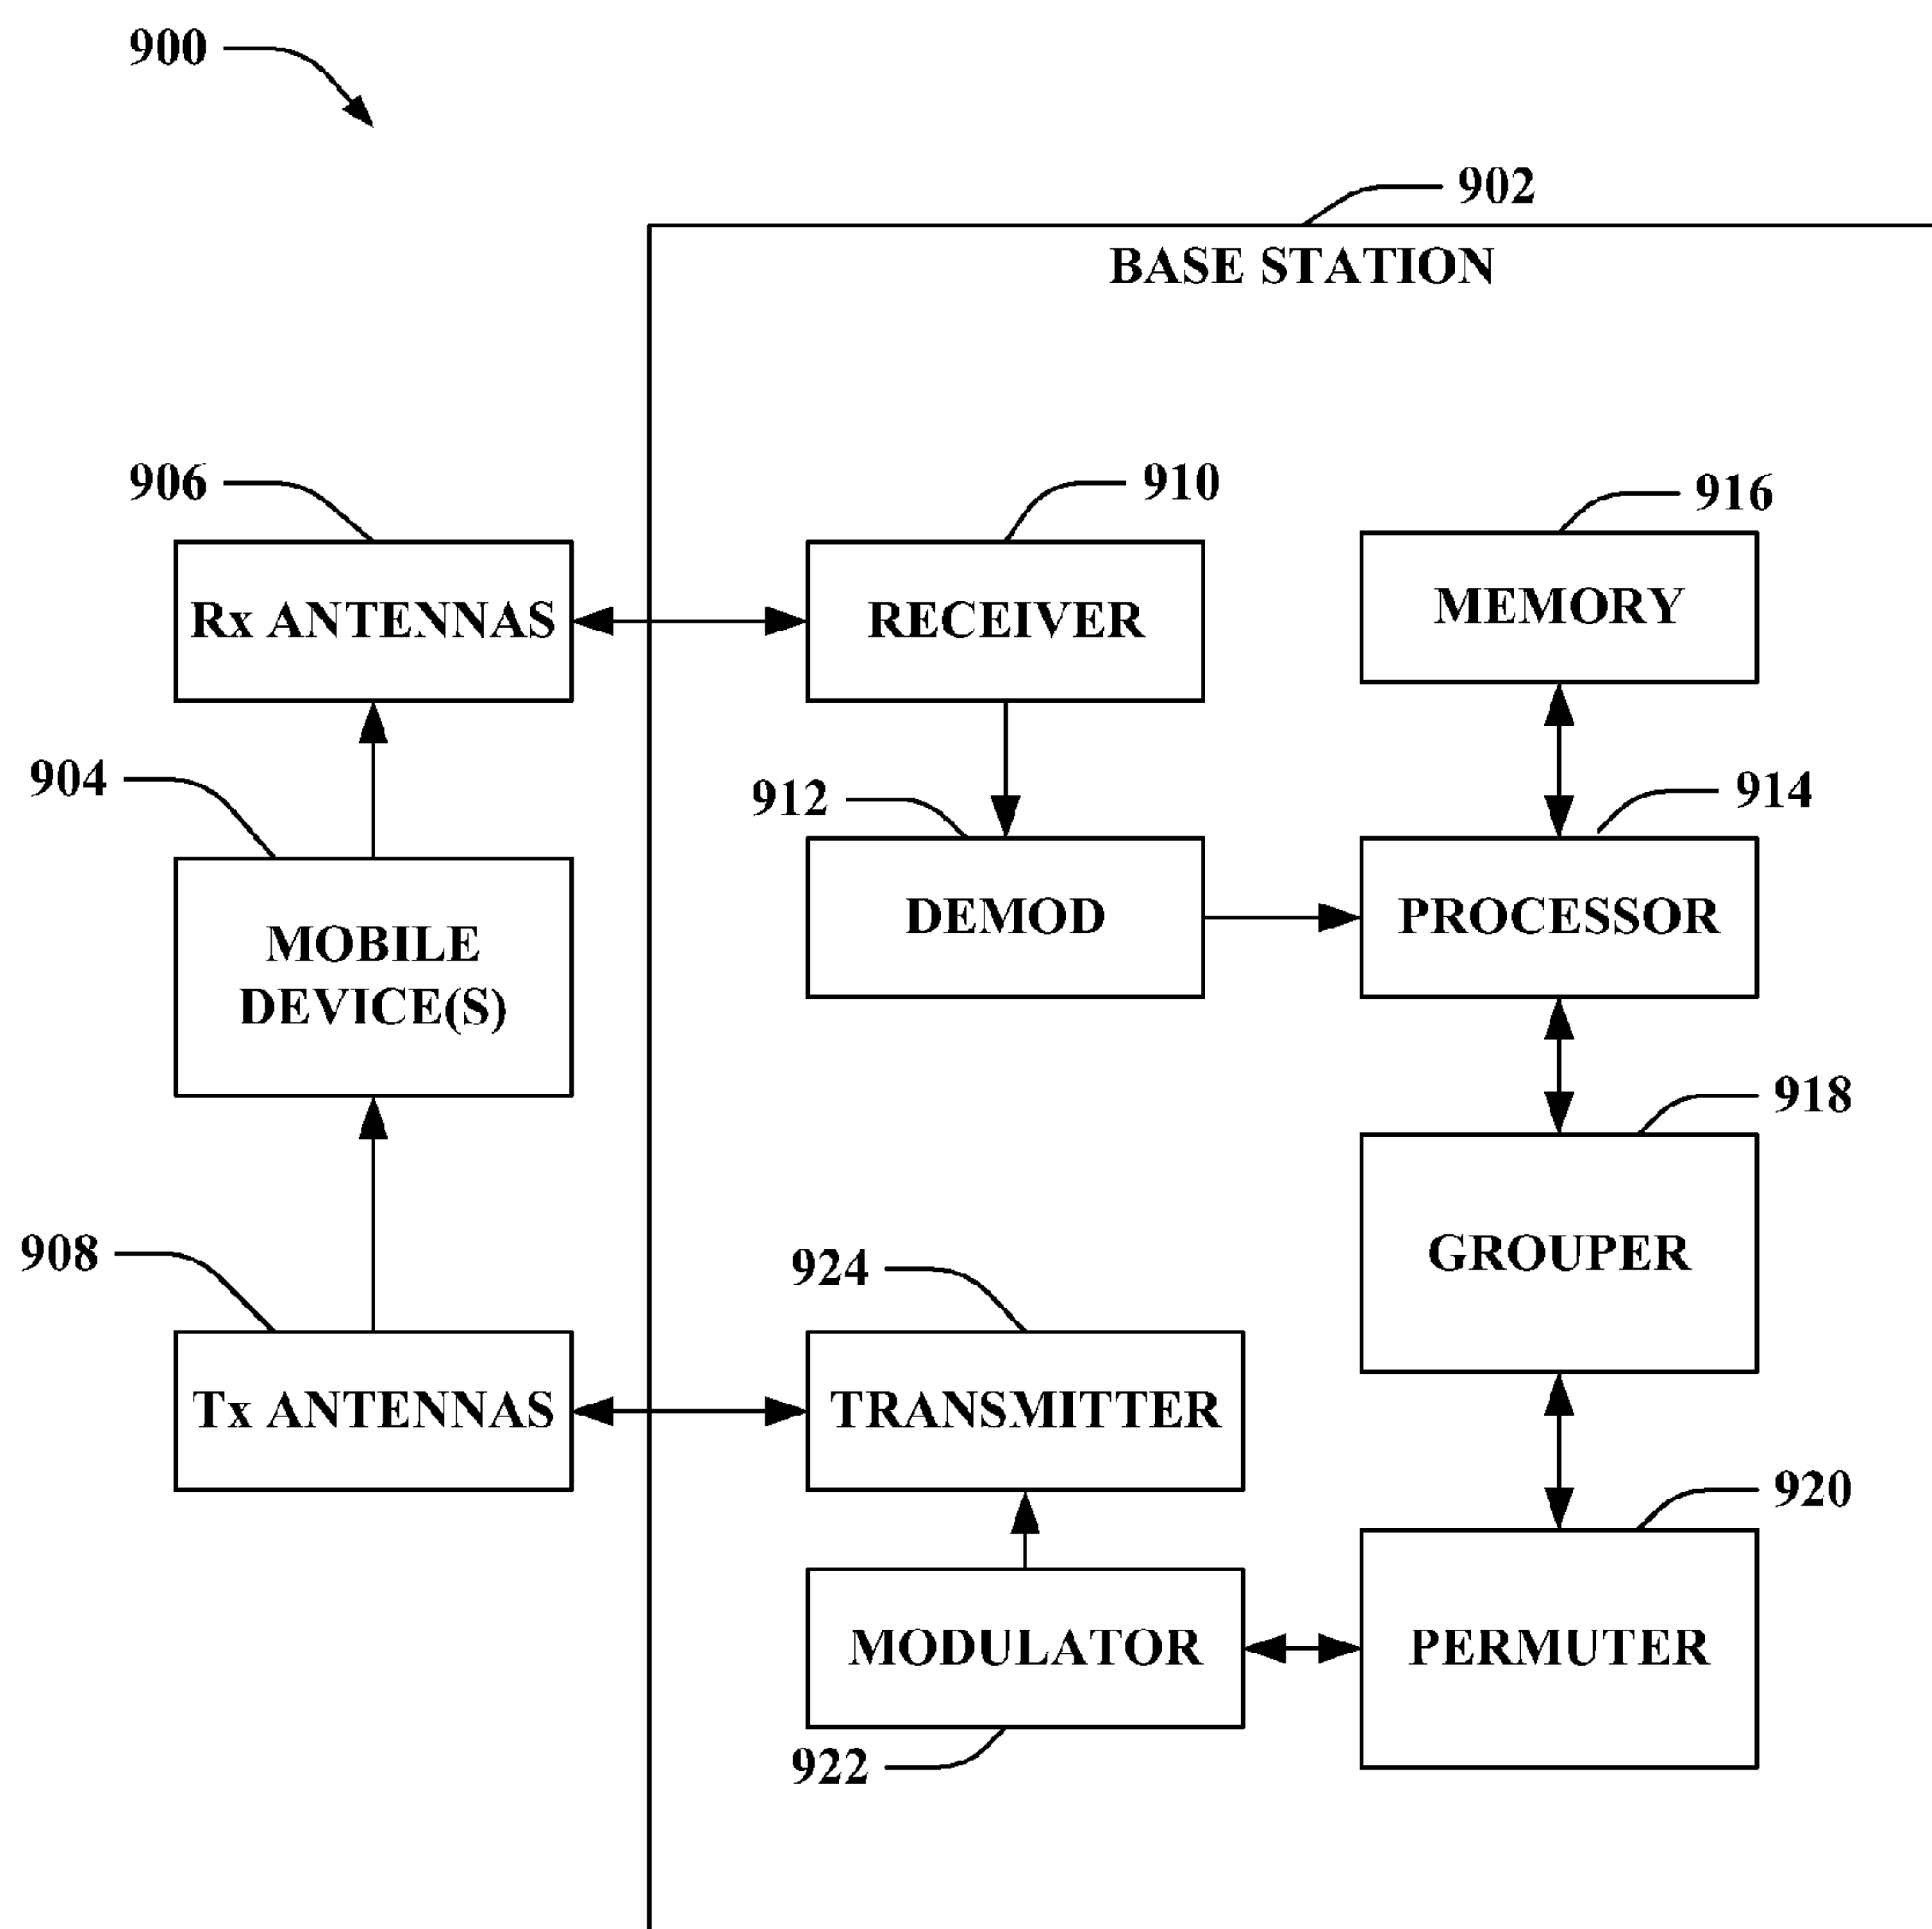 900
902
BASE STATION
906
910
916
Rx ANTENNAS
RECEIVER
MEMORY
904
912
914
MOBILE
DEVICE(S)
DEMOD
PROCESSOR
918
908
924
GROUPER
Tx ANTENNAS
TRANSMITTER
920
MODULATOR
PERMUTER
922